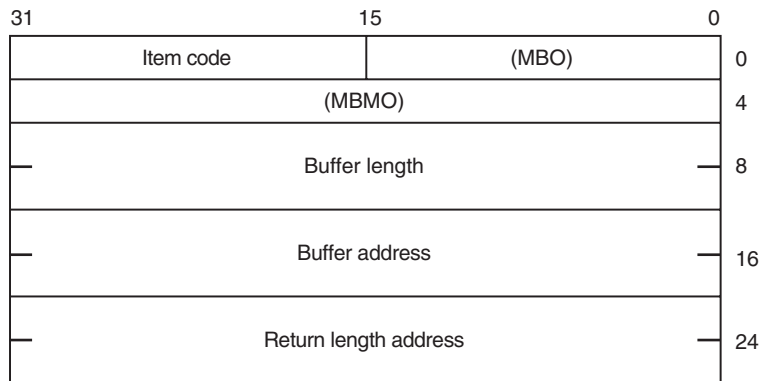 31 15 0
Item code (MBO) 0
(MBMO) 4
Buffer length 8
Buffer address 16
Return length address 24